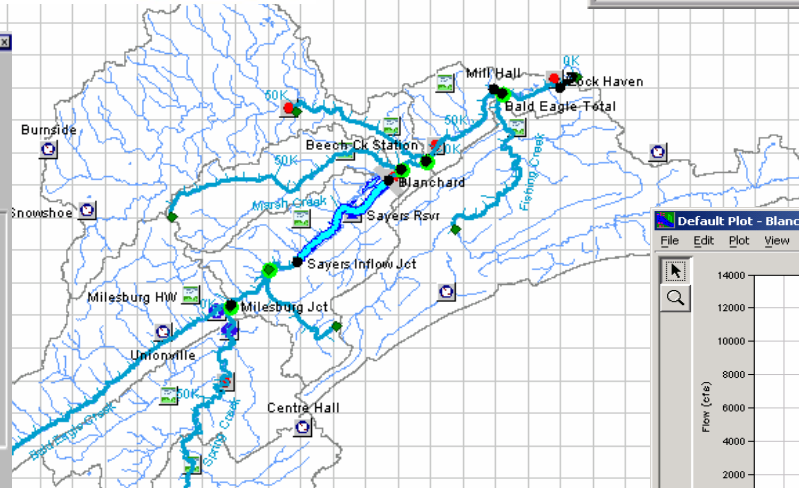 0K
Mill Hall
Lock Haven
50K
Bald Eagle Total
50K
Burnside
Beech Ck Station
0K
50K
Fishing Creek
Blanchard
Marsh Creek
Snowshoe
Sayers Rsvr
Default Plot - Blanc
File Edit Plot View
Sayers Inflow Jct
14000
Milesburg HW
Milesburg Jct
12000
10000
Unionville
8000
Flow (cfs)
50K
Centre Hall
6000
Bald Eagle Creek
Spring Creek
4000
2000